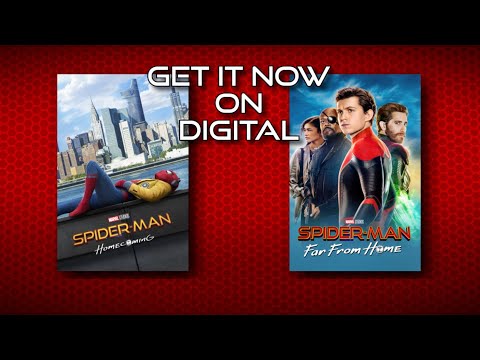 GET IT NOW
ON
DIGITAL
MARVEL STUDIOS
SPIDER-MAN
HOMECOMING
MARVEL STUDIOS
SPIDER-MAN
Far From Home